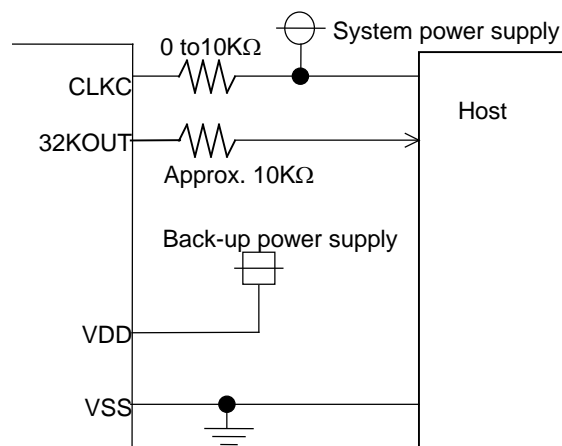 0 to10KΩ
System power supply
CLKC
Host
32KOUT
Approx. 10KΩ
Back-up power supply
VDD
VSS